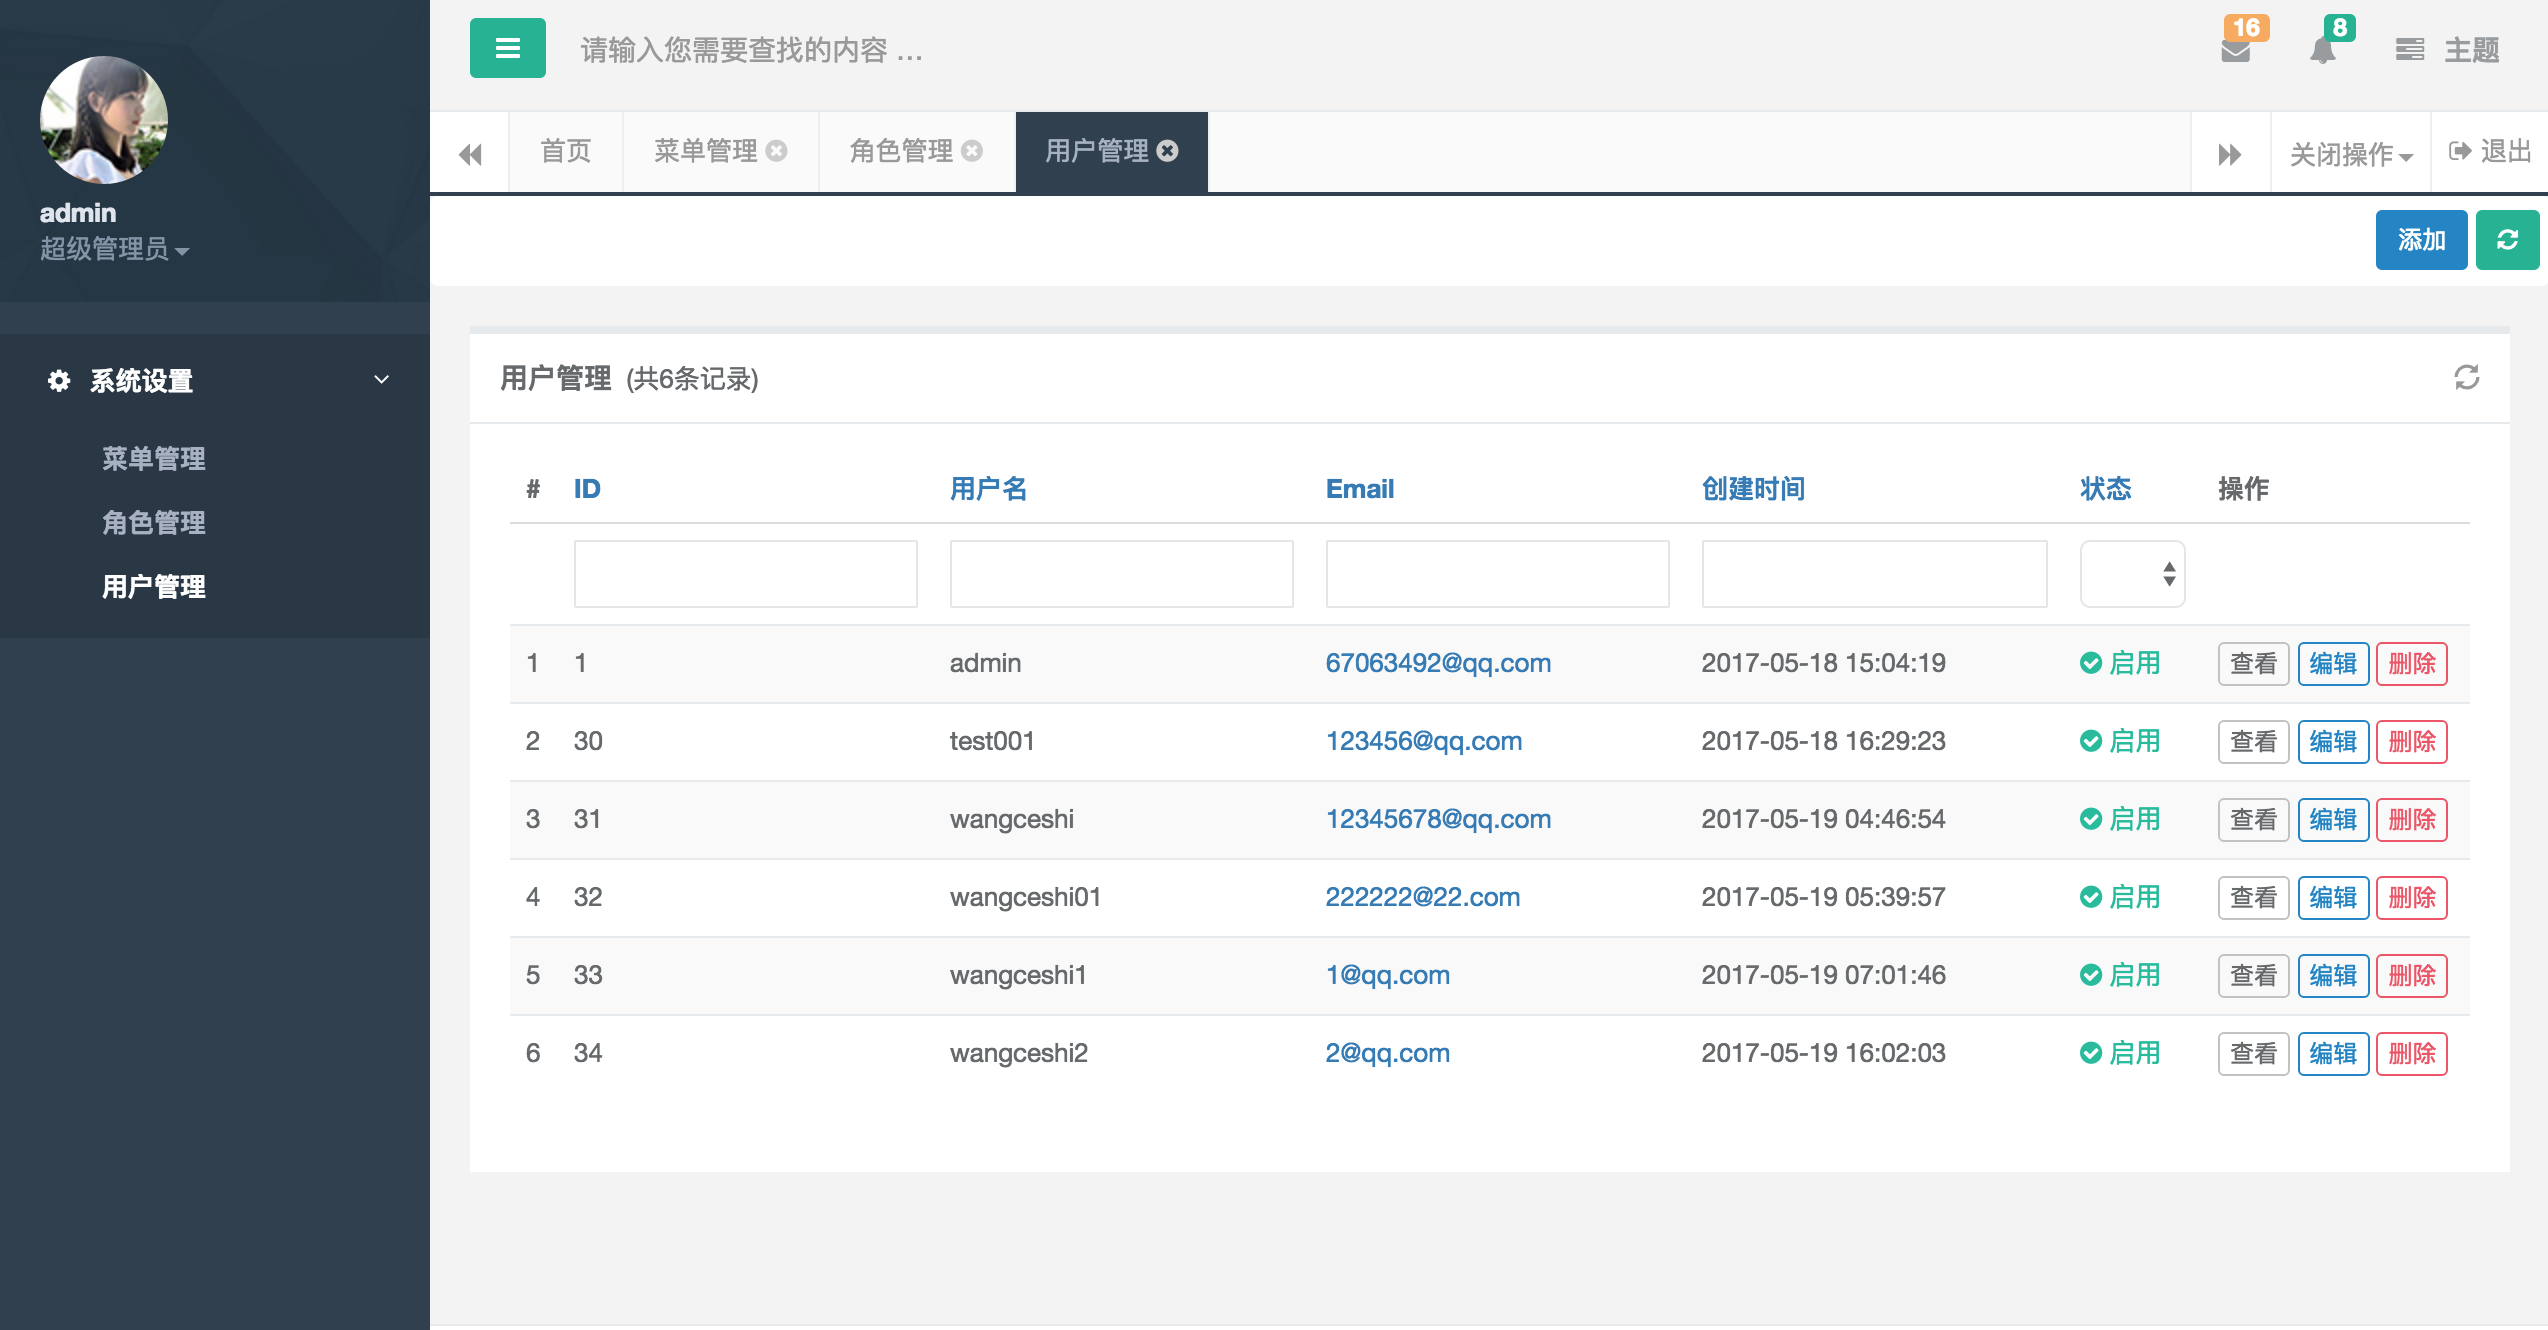 请输入您需要查找的内容 ...
16
8
主题
admin
超级管理员
系统设置
菜单管理
角色管理
用户管理
首页 菜单管理 角色管理 用户管理 关闭操作 退出
添加
用户管理 (共6条记录)
# ID 用户名 Email 创建时间 状态 操作
1 1 admin 67063492@qq.com 2017-05-18 15:04:19 启用 查看 编辑 删除
2 30 test001 123456@qq.com 2017-05-18 16:29:23 启用 查看 编辑 删除
3 31 wangceshi 12345678@qq.com 2017-05-19 04:46:54 启用 查看 编辑 删除
4 32 wangceshi01 222222@22.com 2017-05-19 05:39:57 启用 查看 编辑 删除
5 33 wangceshi1 1@qq.com 2017-05-19 07:01:46 启用 查看 编辑 删除
6 34 wangceshi2 2@qq.com 2017-05-19 16:02:03 启用 查看 编辑 删除